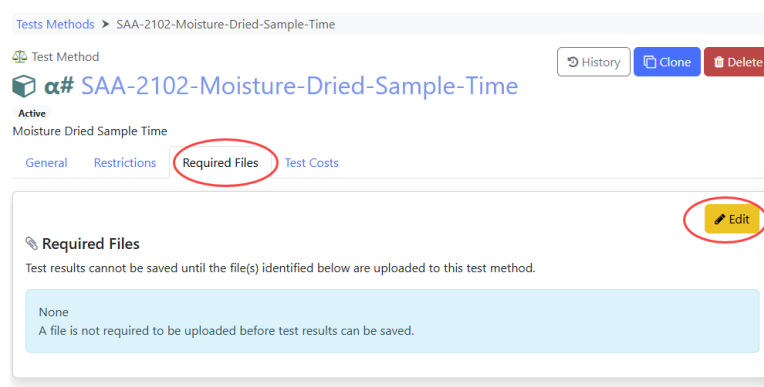 Tests Methods ➤ SAA-2102-Moisture-Dried-Sample-Time
Test Method
History Clone Delete
α# SAA-2102-Moisture-Dried-Sample-Time
Active
Moisture Dried Sample Time
General Restrictions Required Files Test Costs
Edit
Required Files
Test results cannot be saved until the file(s) identified below are uploaded to this test method.
None
A file is not required to be uploaded before test results can be saved.